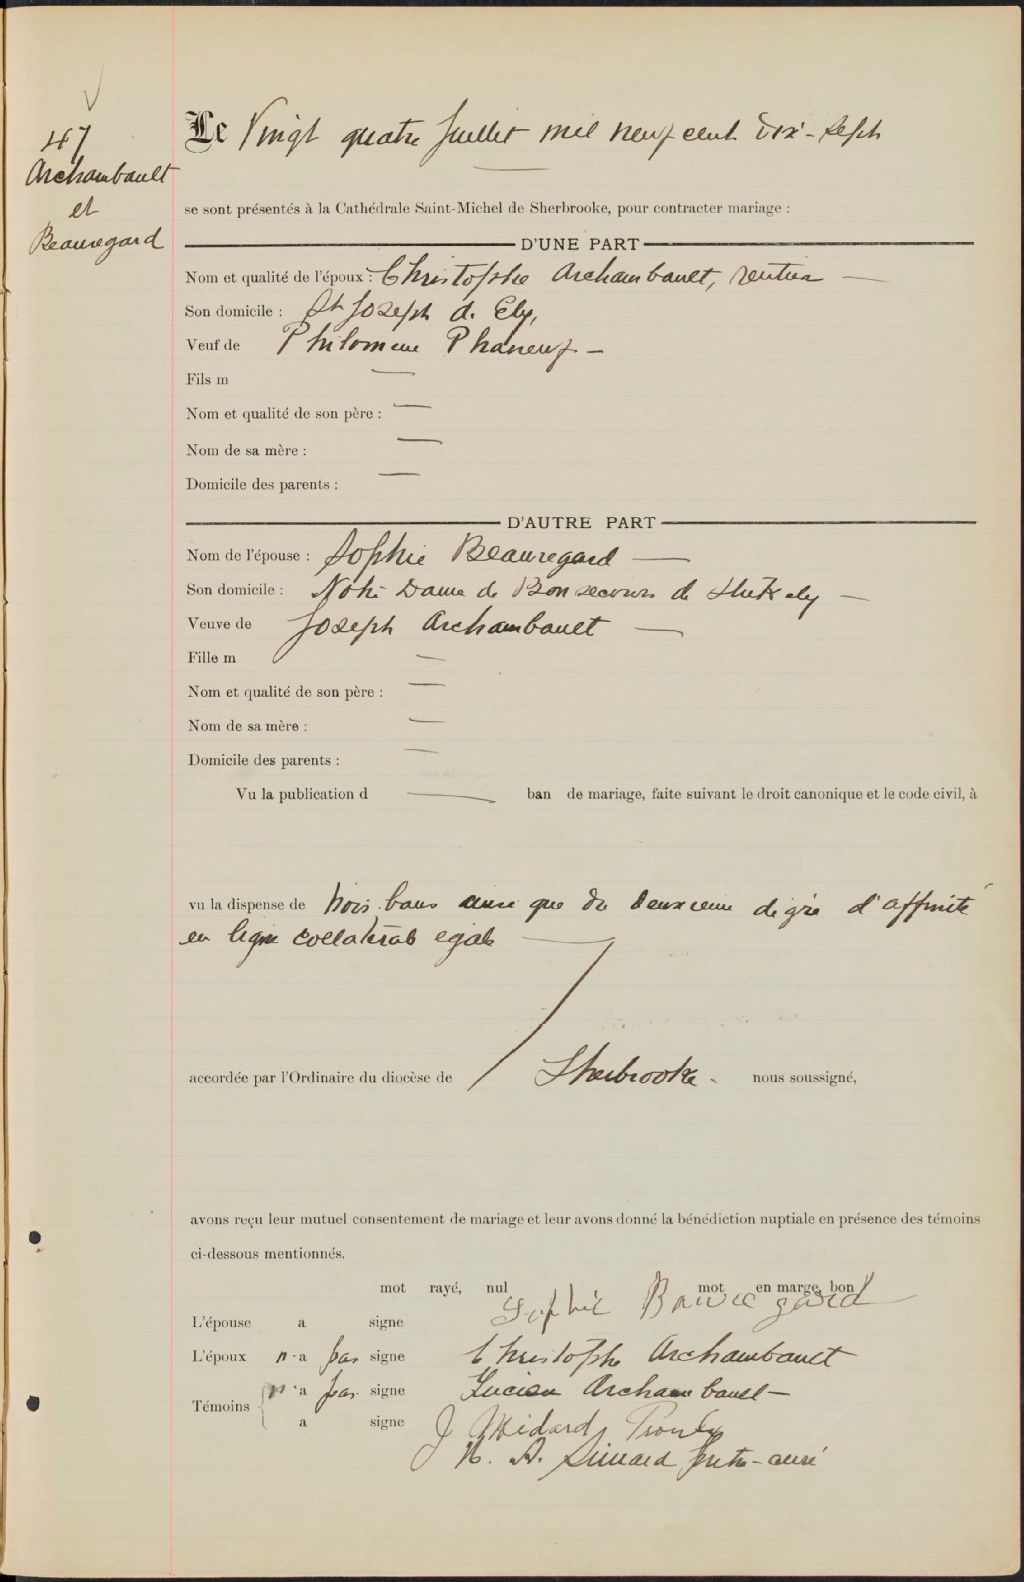 47
Archambault
et
Beauregard
Le Vingt quatre Juillet mil neuf cent dix-sept
se sont présentés à la Cathédrale Saint-Michel de Sherbrooke, pour contracter mariage :
D'UNE PART
Nom et qualité de l'époux : Christophe Archambault, rentier
Son domicile : St Joseph d. Ely,
Veuf de Philomène Phaneuf
Fils m
Nom et qualité de son père :
Nom de sa mère :
Domicile des parents :
D'AUTRE PART
Nom de l'épouse : Sophie Beauregard
Son domicile : Notre Dame de Bonsecours de Stukely
Veuve de Joseph Archambault
Fille m
Nom et qualité de son père :
Nom de sa mère :
Domicile des parents :
Vu la publication d ban de mariage, faite suivant le droit canonique et le code civil, à
vu la dispense de trois bans ainsi que du deuxième degré d'affinité
en ligne collatérale egale
accordée par l'Ordinaire du diocèse de Sherbrooke nous soussigné,
avons reçu leur mutuel consentement de mariage et leur avons donné la bénédiction nuptiale en présence des témoins
ci-dessous mentionnés.
mot rayé, nul mot en marge, bon
L'épouse a signe Sophie Beauregard
L'époux n'a pas signe Christophe Archambault
Témoins n'a pas signe Lucien Archambault
a signe J Médard
N. A. Simard Ptre-curé